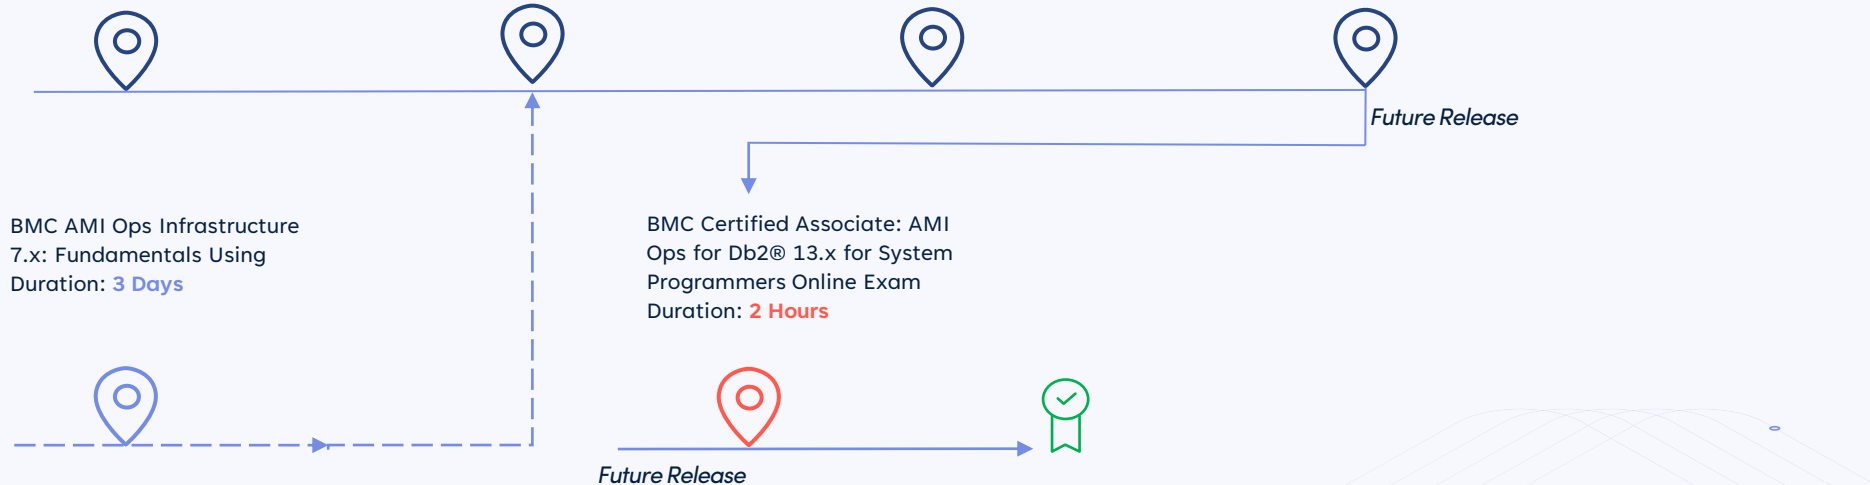 Future Release
BMC AMI Ops Infrastructure
7.x: Fundamentals Using
Duration: 3 Days
BMC Certified Associate: AMI
Ops for Db2® 13.x for System
Programmers Online Exam
Duration: 2 Hours
Future Release